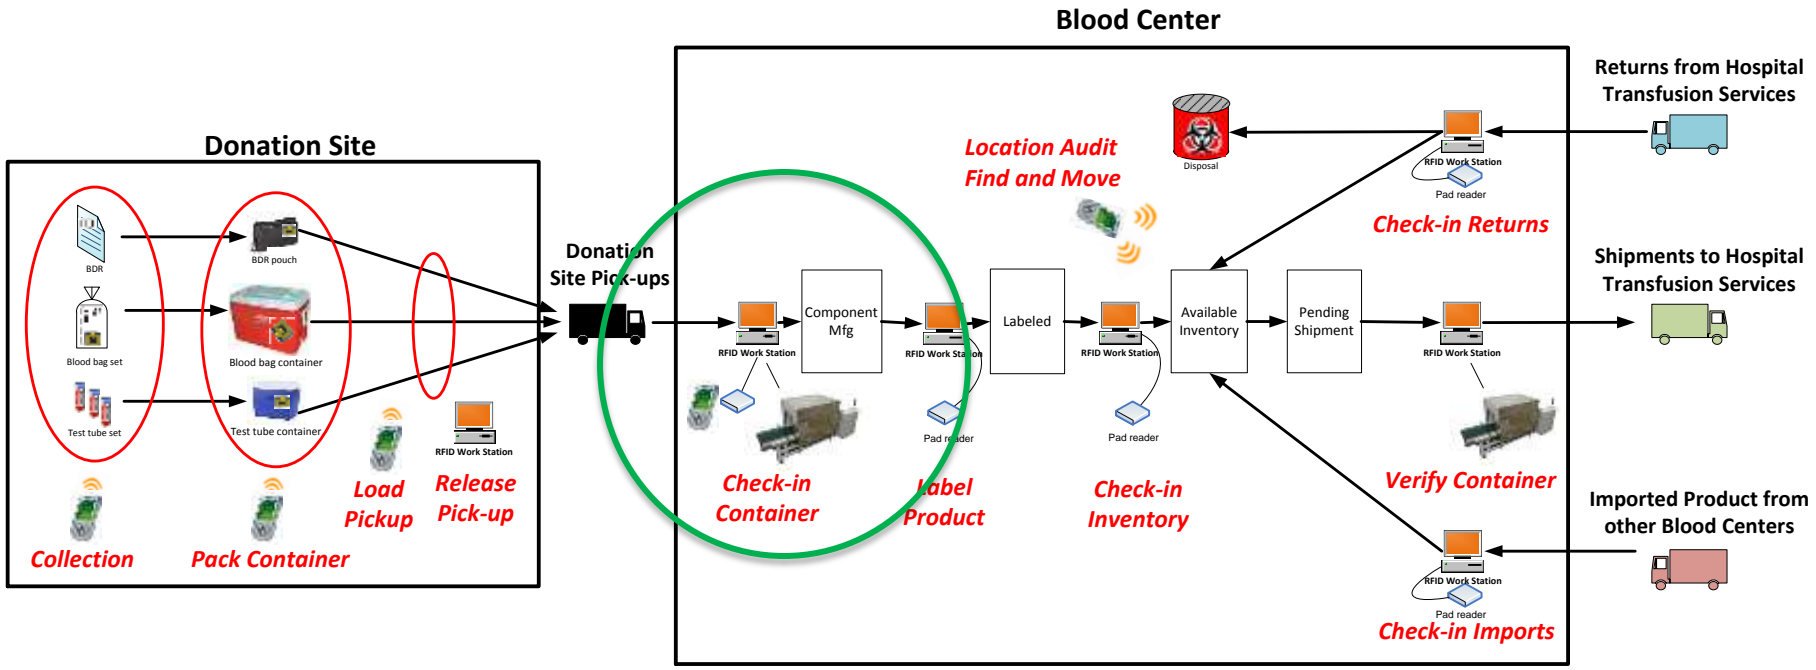 Blood Center
Donation Site
BDR
BDR pouch
Blood bag set
Blood bag container
Test tube set
Test tube container
Collection
Pack Container
Load
Pickup
RFID Work Station
Release
Pick-up
Donation
Site Pick-ups
RFID Work Station
Check-in
Container
Component
Mfg
RFID Work Station
Pad reader
Label
Product
Labeled
RFID Work Station
Pad reader
Check-in
Inventory
Location Audit
Find and Move
Disposal
Available
Inventory
Pending
Shipment
RFID Work Station
Pad reader
Check-in Returns
RFID Work Station
Verify Container
RFID Work Station
Pad reader
Check-in Imports
Returns from Hospital
Transfusion Services
Shipments to Hospital
Transfusion Services
Imported Product from
other Blood Centers